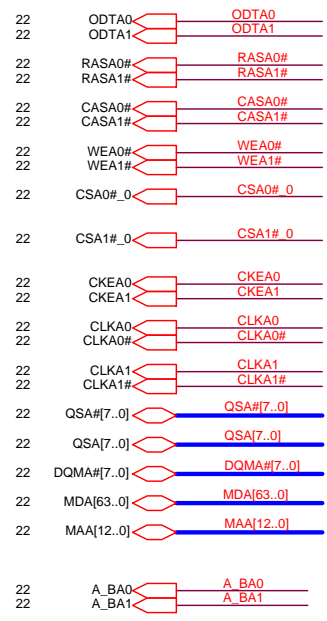 22 ODTA0 ODTA0
22 ODTA1 ODTA1
22 RASA0# RASA0#
22 RASA1# RASA1#
22 CASA0# CASA0#
22 CASA1# CASA1#
22 WEA0# WEA0#
22 WEA1# WEA1#
22 CSA0#_0 CSA0#_0
22 CSA1#_0 CSA1#_0
22 CKEA0 CKEA0
22 CKEA1 CKEA1
22 CLKA0 CLKA0
22 CLKA0# CLKA0#
22 CLKA1 CLKA1
22 CLKA1# CLKA1#
22 QSA#[7..0] QSA#[7..0]
22 QSA[7..0] QSA[7..0]
22 DQMA#[7..0] DQMA#[7..0]
22 MDA[63..0] MDA[63..0]
22 MAA[12..0] MAA[12..0]
22 A_BA0 A_BA0
22 A_BA1 A_BA1